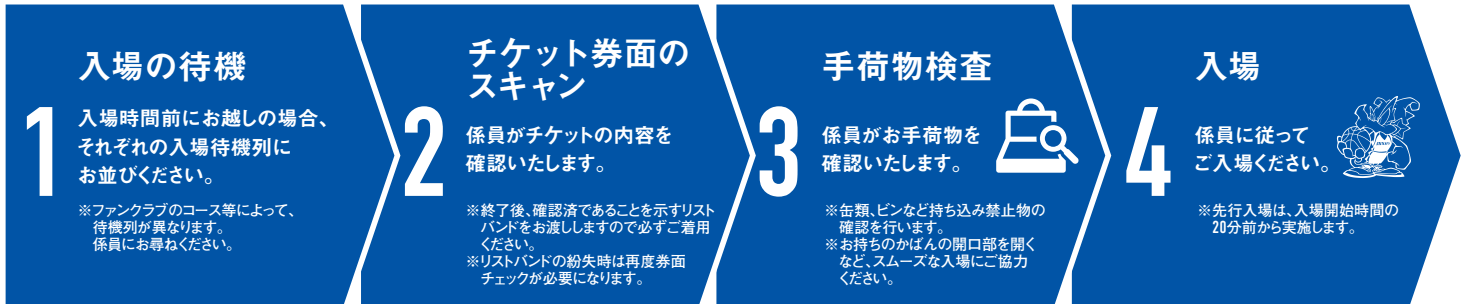 1
入場の待機
入場時間前にお越しの場合、
それぞれの入場待機列に
お並びください。
※ファンクラブのコース等によって、
待機列が異なります。
係員にお尋ねください。
2
チケット券面の
スキャン
係員がチケットの内容を
確認いたします。
※終了後、確認済であることを示すリスト
バンドをお渡ししますので必ずご着用
ください。
※リストバンドの紛失時は再度券面
チェックが必要になります。
3
手荷物検査
係員がお手荷物を
確認いたします。
※缶類、ビンなど持ち込み禁止物の
確認を行います。
※お持ちのかばんの開口部を開く
など、スムーズな入場にご協力
ください。
4
入場
係員に従って
ご入場ください。
※先行入場は、入場開始時間の
20分前から実施します。